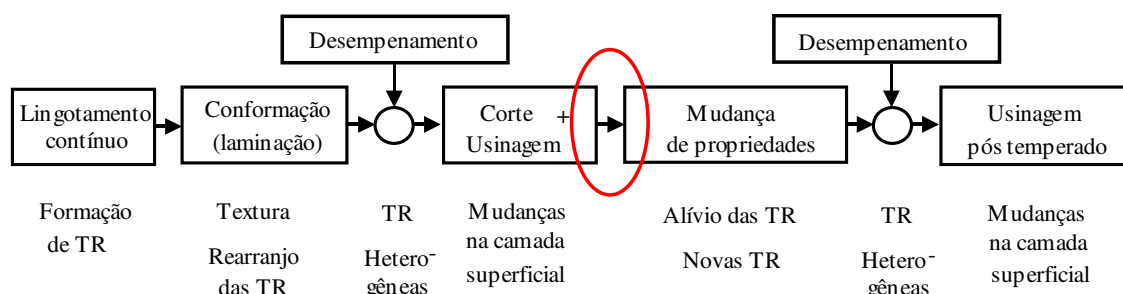 Desempenamento
Desempenamento
Lingotamento
contínuo
Conformação
(laminação)
Corte +
Usinagem
Mudança
de propriedades
Usinagem
pós temperado
Formação
de TR
Textura
Rearranjo
das TR
TR
Hetero-
gêneas
Mudanças
na camada
superficial
Alívio das TR
Novas TR
TR
Hetero-
gêneas
Mudanças
na camada
superficial